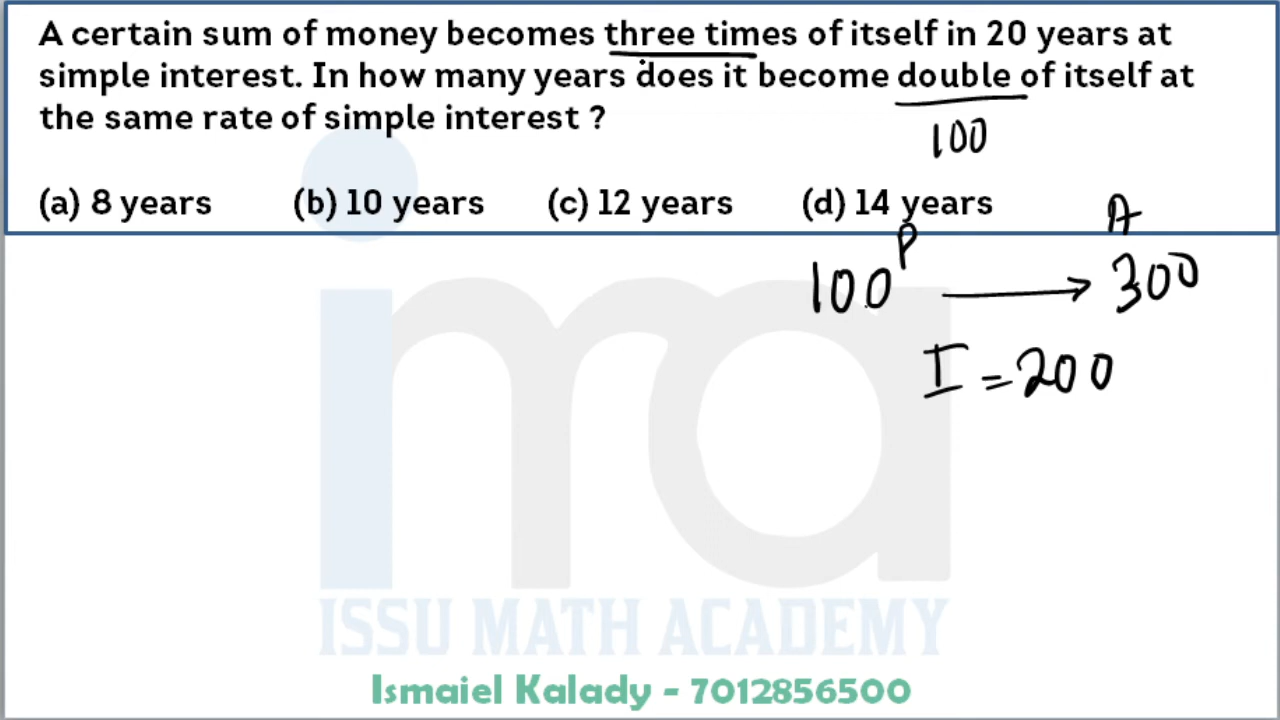 A certain sum of money becomes three times of itself in 20 years at
simple interest. In how many years does it become double of itself at
the same rate of simple interest ?
100
(a) 8 years (b) 10 years (c) 12 years (d) 14 years
P A
100 → 300
I = 200
ima
ISSU MATH ACADEMY
Ismaiel Kalady - 7012856500